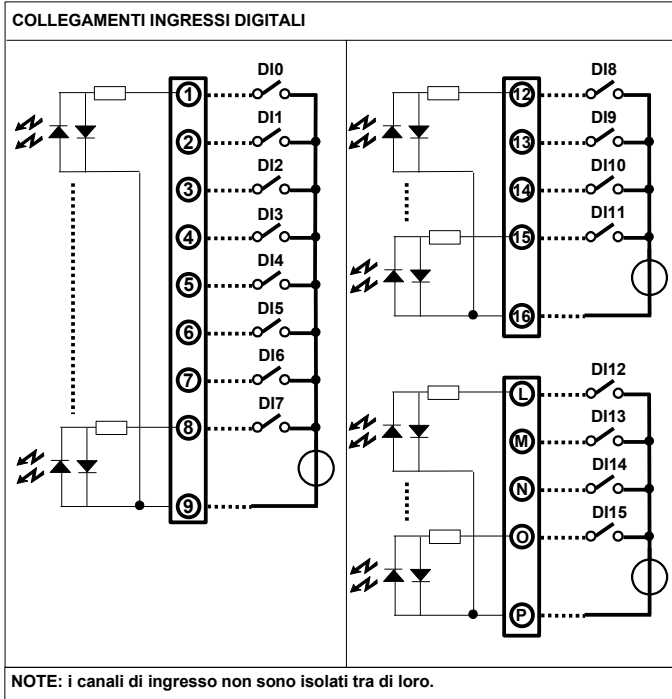 COLLEGAMENTI INGRESSI DIGITALI
DI0
1
DI1
2
DI2
3
DI3
4
DI4
5
DI5
6
DI6
7
DI7
8
9
DI8
12
DI9
13
DI10
14
DI11
15
16
DI12
L
DI13
M
DI14
N
DI15
O
P
NOTE: i canali di ingresso non sono isolati tra di loro.